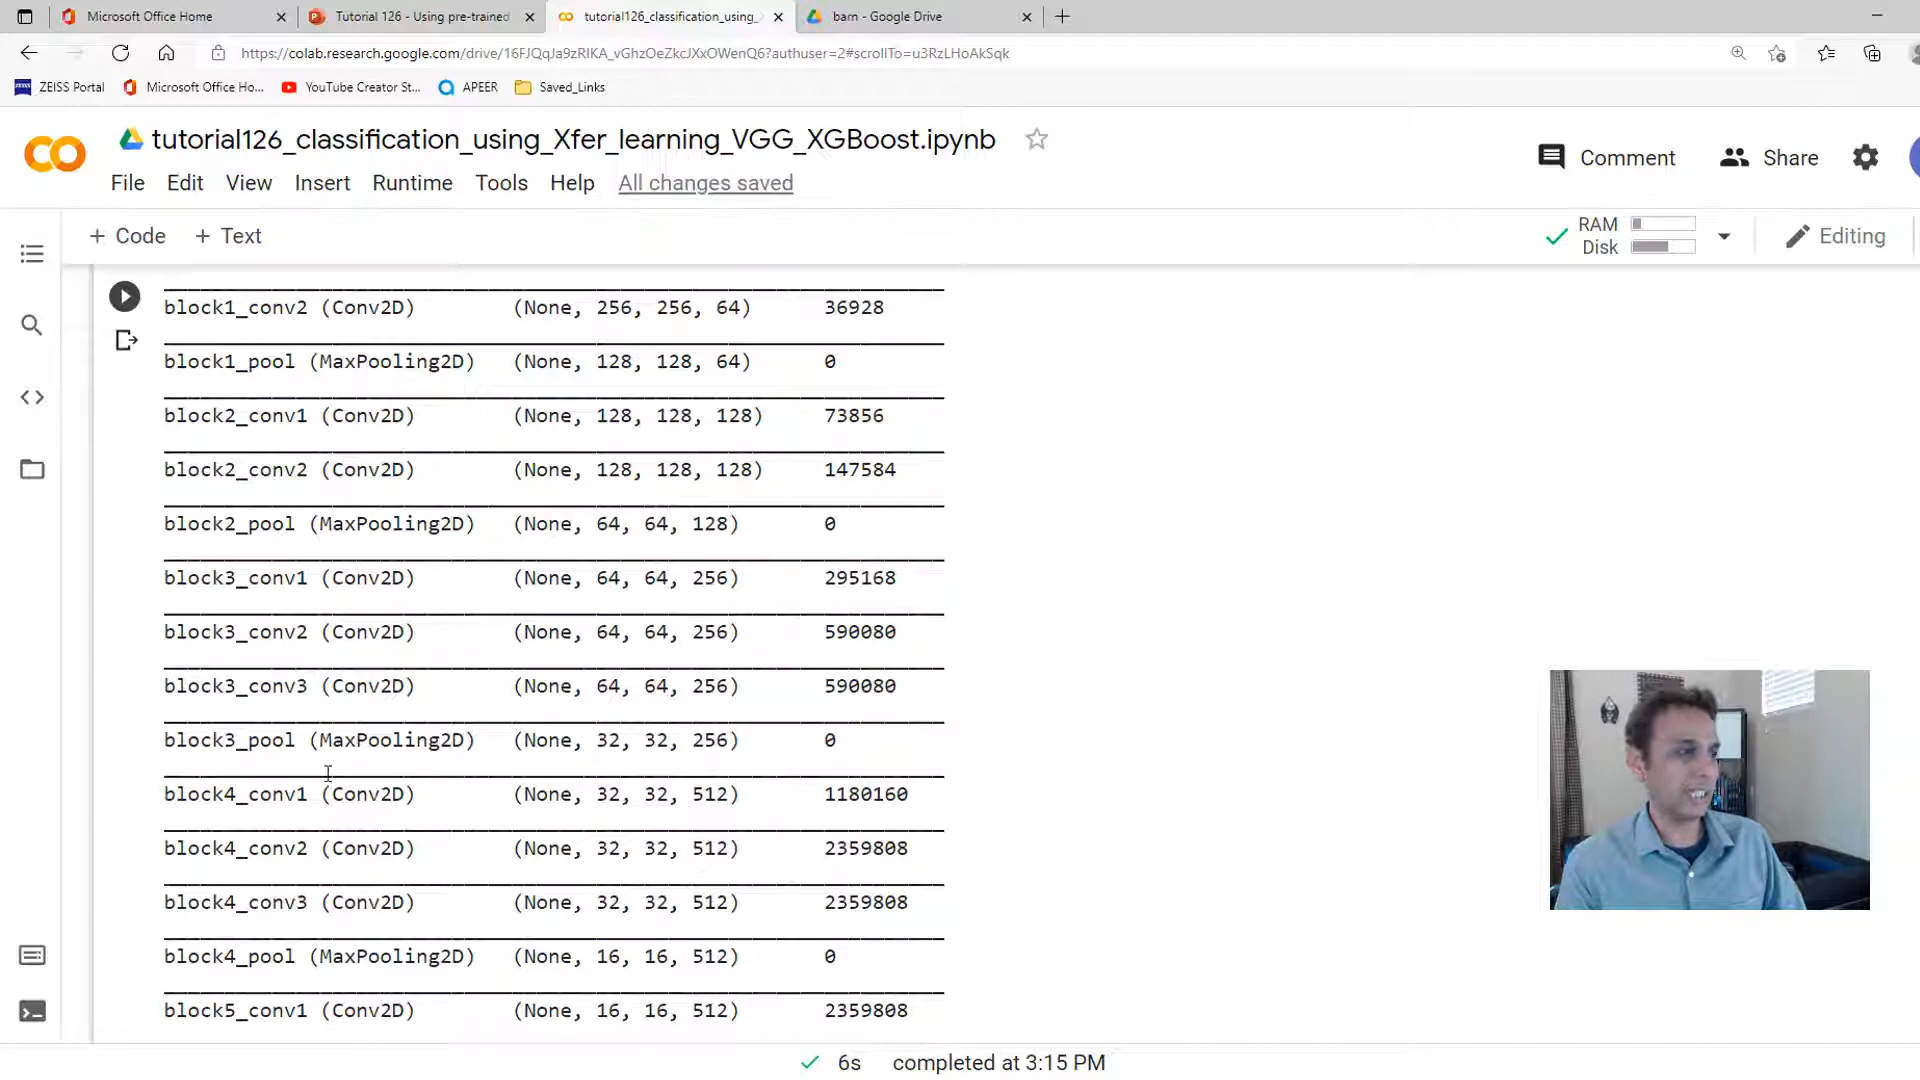 Microsoft Office Home
Tutorial 126 - Using pre-trained
tutorial126_classification_using_
barn - Google Drive
https://colab.research.google.com/drive/16FJQqJa9zRIKA_vGhzOeZkcJXxOWenQ6?authuser=2#scrollTo=u3RzLHoAkSqk
ZEISS Portal
Microsoft Office Ho...
YouTube Creator St...
APEER
Saved_Links
tutorial126_classification_using_Xfer_learning_VGG_XGBoost.ipynb
Comment
Share
File Edit View Insert Runtime Tools Help All changes saved
+ Code + Text
RAM
Disk
Editing
block1_conv2 (Conv2D) (None, 256, 256, 64) 36928
block1_pool (MaxPooling2D) (None, 128, 128, 64) 0
block2_conv1 (Conv2D) (None, 128, 128, 128) 73856
block2_conv2 (Conv2D) (None, 128, 128, 128) 147584
block2_pool (MaxPooling2D) (None, 64, 64, 128) 0
block3_conv1 (Conv2D) (None, 64, 64, 256) 295168
block3_conv2 (Conv2D) (None, 64, 64, 256) 590080
block3_conv3 (Conv2D) (None, 64, 64, 256) 590080
block3_pool (MaxPooling2D) (None, 32, 32, 256) 0
block4_conv1 (Conv2D) (None, 32, 32, 512) 1180160
block4_conv2 (Conv2D) (None, 32, 32, 512) 2359808
block4_conv3 (Conv2D) (None, 32, 32, 512) 2359808
block4_pool (MaxPooling2D) (None, 16, 16, 512) 0
block5_conv1 (Conv2D) (None, 16, 16, 512) 2359808
6s completed at 3:15 PM